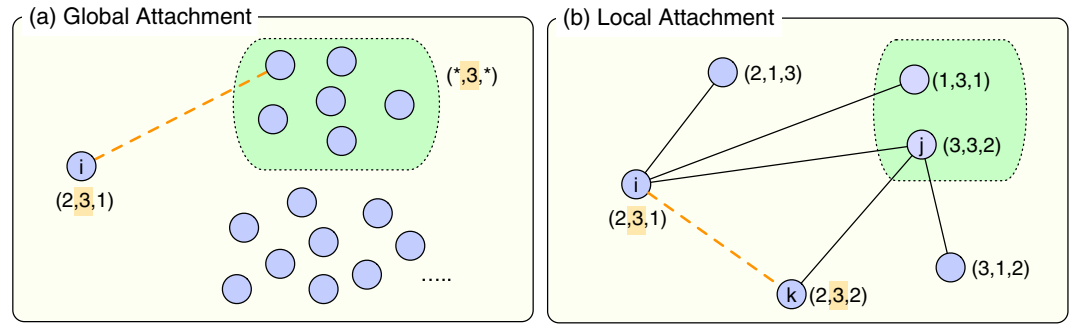 (a) Global Attachment
(*,3,*)
i
(2,3,1)
.....
(b) Local Attachment
(2,1,3)
(1,3,1)
j
(3,3,2)
i
(2,3,1)
(3,1,2)
k
(2,3,2)